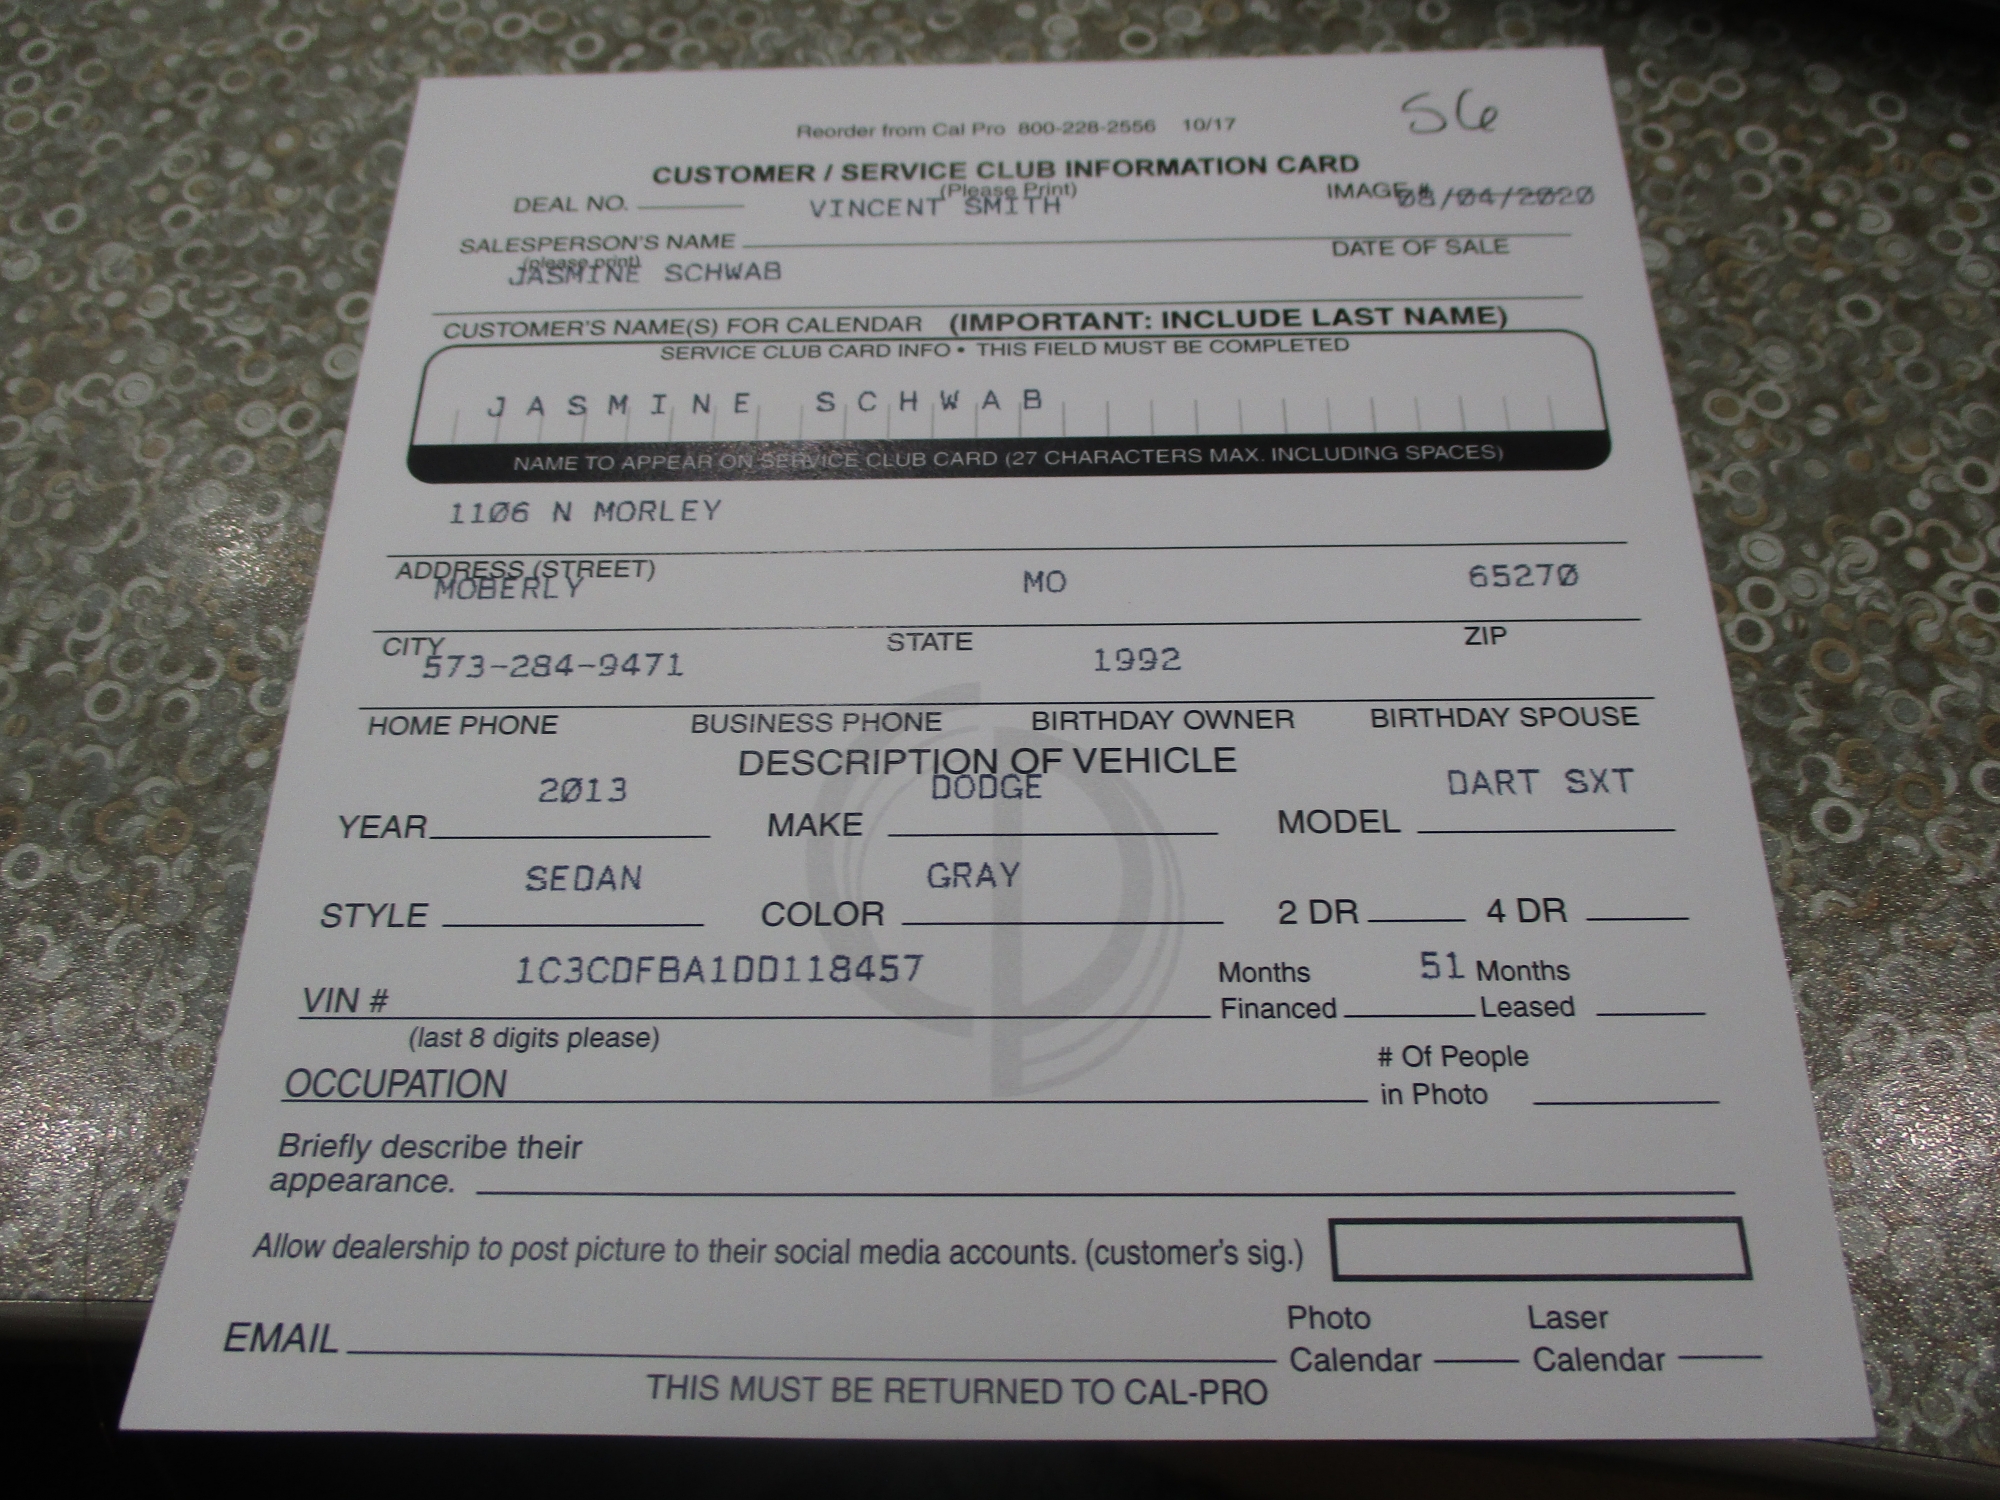 56
Reorder from Cal Pro 800-228-2556 10/17
CUSTOMER / SERVICE CLUB INFORMATION CARD
(Please Print)
DEAL NO. VINCENT SMITH IMAGE # 08/04/2020
SALESPERSON'S NAME DATE OF SALE
(please print)
JASMINE SCHWAB
CUSTOMER'S NAME(S) FOR CALENDAR (IMPORTANT: INCLUDE LAST NAME)
SERVICE CLUB CARD INFO • THIS FIELD MUST BE COMPLETED
JASMINE SCHWAB
NAME TO APPEAR ON SERVICE CLUB CARD (27 CHARACTERS MAX. INCLUDING SPACES)
1106 N MORLEY
ADDRESS (STREET)
MOBERLY MO 65270
CITY STATE ZIP
573-284-9471 1992
HOME PHONE BUSINESS PHONE BIRTHDAY OWNER BIRTHDAY SPOUSE
DESCRIPTION OF VEHICLE
2013 DODGE DART SXT
YEAR MAKE MODEL
SEDAN GRAY
STYLE COLOR 2 DR 4 DR
1C3CDFBA1DD118457 Months 51 Months
VIN # Financed Leased
(last 8 digits please)
# Of People
OCCUPATION in Photo
Briefly describe their
appearance.
Allow dealership to post picture to their social media accounts. (customer's sig.)
Photo Laser
EMAIL Calendar Calendar
THIS MUST BE RETURNED TO CAL-PRO